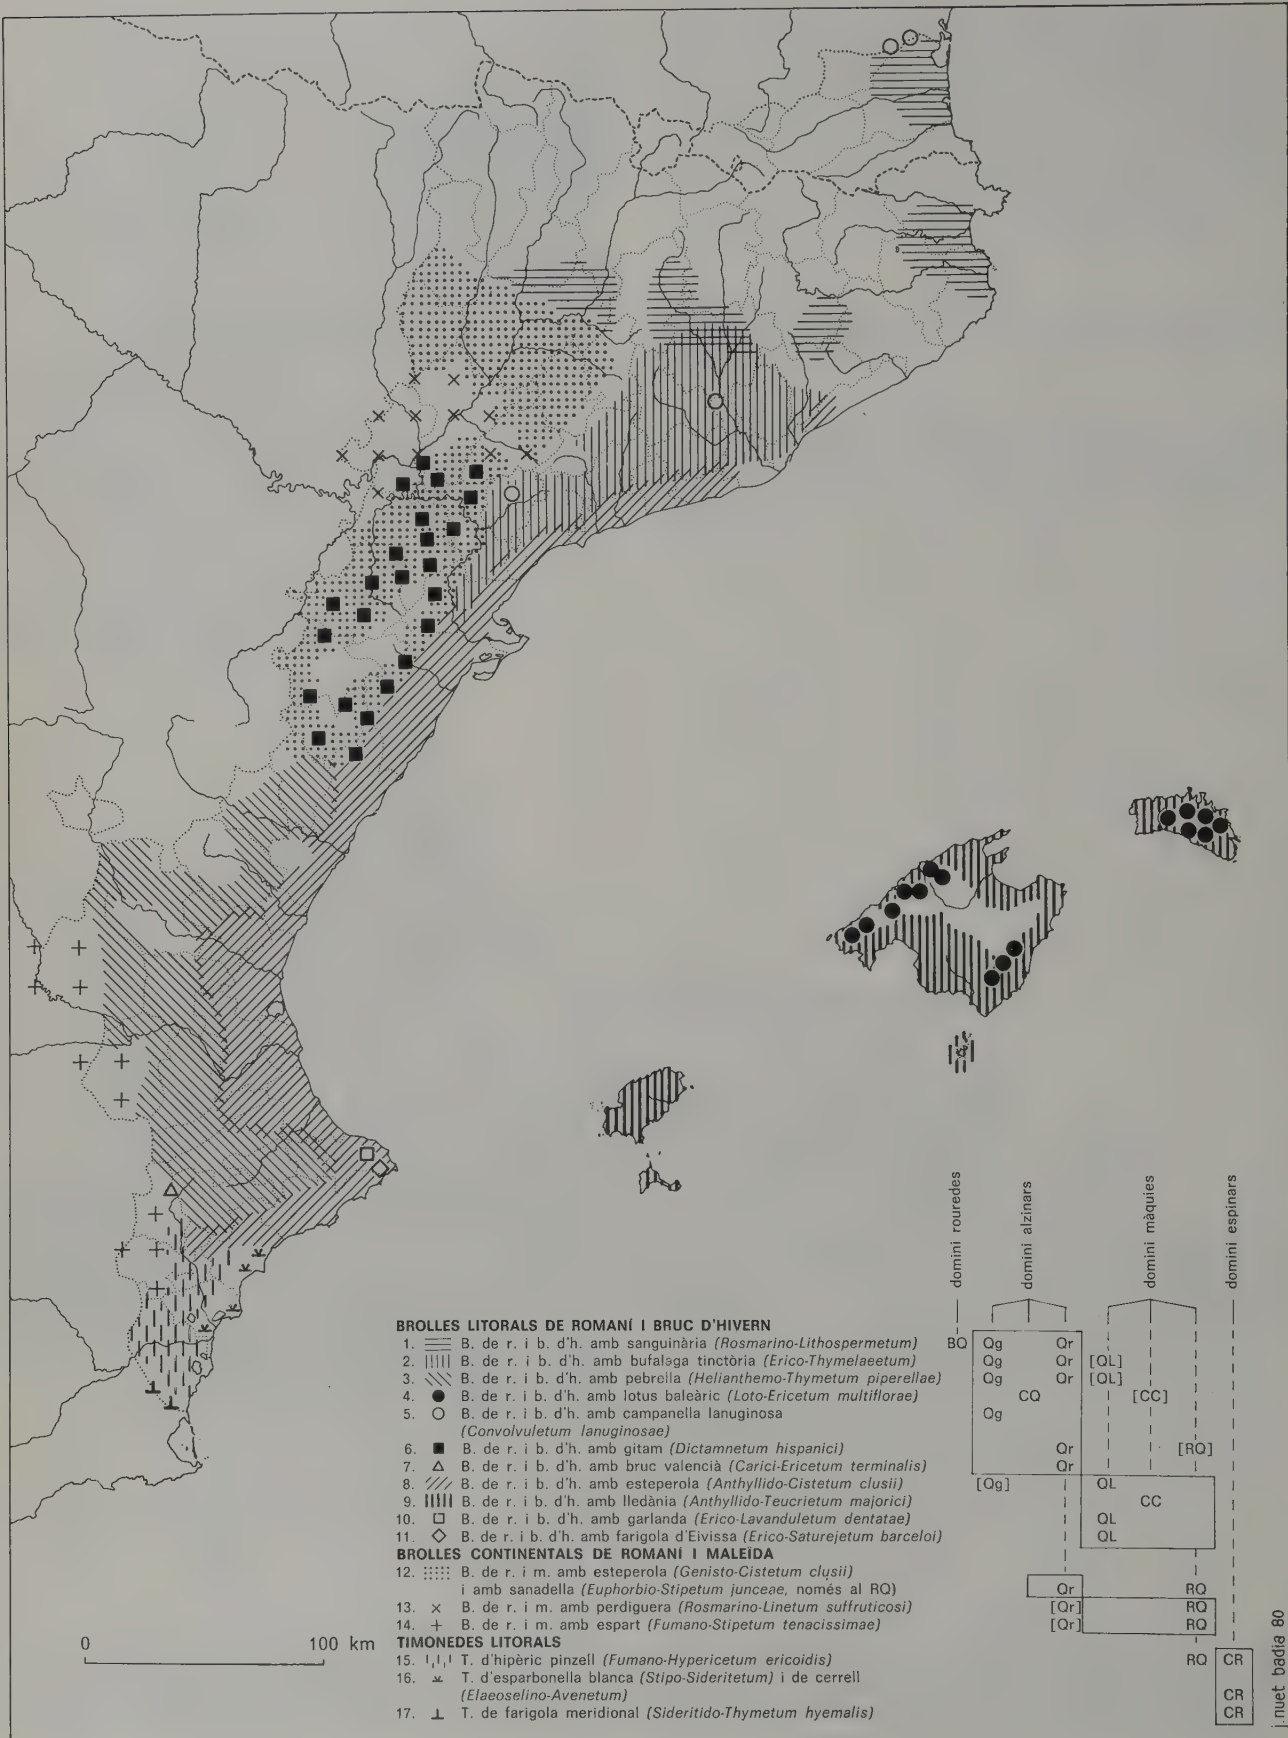 domini rouredes
domini alzinars
domini màquies
domini espinars
BROLLES LITORALS DE ROMANÍ I BRUC D'HIVERN
1. B. de r. i b. d'h. amb sanguinària (Rosmarino-Lithospermetum) BQ Qg Qr
2. B. de r. i b. d'h. amb bufalaga tinctòria (Erico-Thymelaeetum) Qg Qr [QL]
3. B. de r. i b. d'h. amb pebrella (Helianthemo-Thymetum piperellae) Qg Qr [QL]
4. B. de r. i b. d'h. amb lotus baleàric (Loto-Ericetum multiflorae) CQ [CC]
5. B. de r. i b. d'h. amb campanella lanuginosa Qg
(Convolvuletum lanuginosae)
6. B. de r. i b. d'h. amb gitam (Dictamnetum hispanici) Qr [RQ]
7. B. de r. i b. d'h. amb bruc valencià (Carici-Ericetum terminalis) Qr
8. B. de r. i b. d'h. amb esteperola (Anthyllido-Cistetum clusii) [Qg] QL
9. B. de r. i b. d'h. amb lledània (Anthyllido-Teucrietum majorici) CC
10. B. de r. i b. d'h. amb garlanda (Erico-Lavanduletum dentatae) QL
11. B. de r. i b. d'h. amb farigola d'Eivissa (Erico-Saturejetum barceloi) QL
BROLLES CONTINENTALS DE ROMANÍ I MALEÏDA
12. B. de r. i m. amb esteperola (Genisto-Cistetum clusii)
i amb sanadella (Euphorbio-Stipetum junceae, només al RQ) Qr RQ
13. B. de r. i m. amb perdiguera (Rosmarino-Linetum suffruticosi) [Qr] RQ
14. B. de r. i m. amb espart (Fumano-Stipetum tenacissimae) [Qr] RQ
TIMONEDES LITORALS
15. T. d'hipèric pinzell (Fumano-Hypericetum ericoidis) RQ CR
16. T. d'esparbonella blanca (Stipo-Sideritetum) i de cerrell
(Elaeoselino-Avenetum) CR
17. T. de farigola meridional (Sideritido-Thymetum hyemalis) CR
0 100 km
j. nuet badia 80